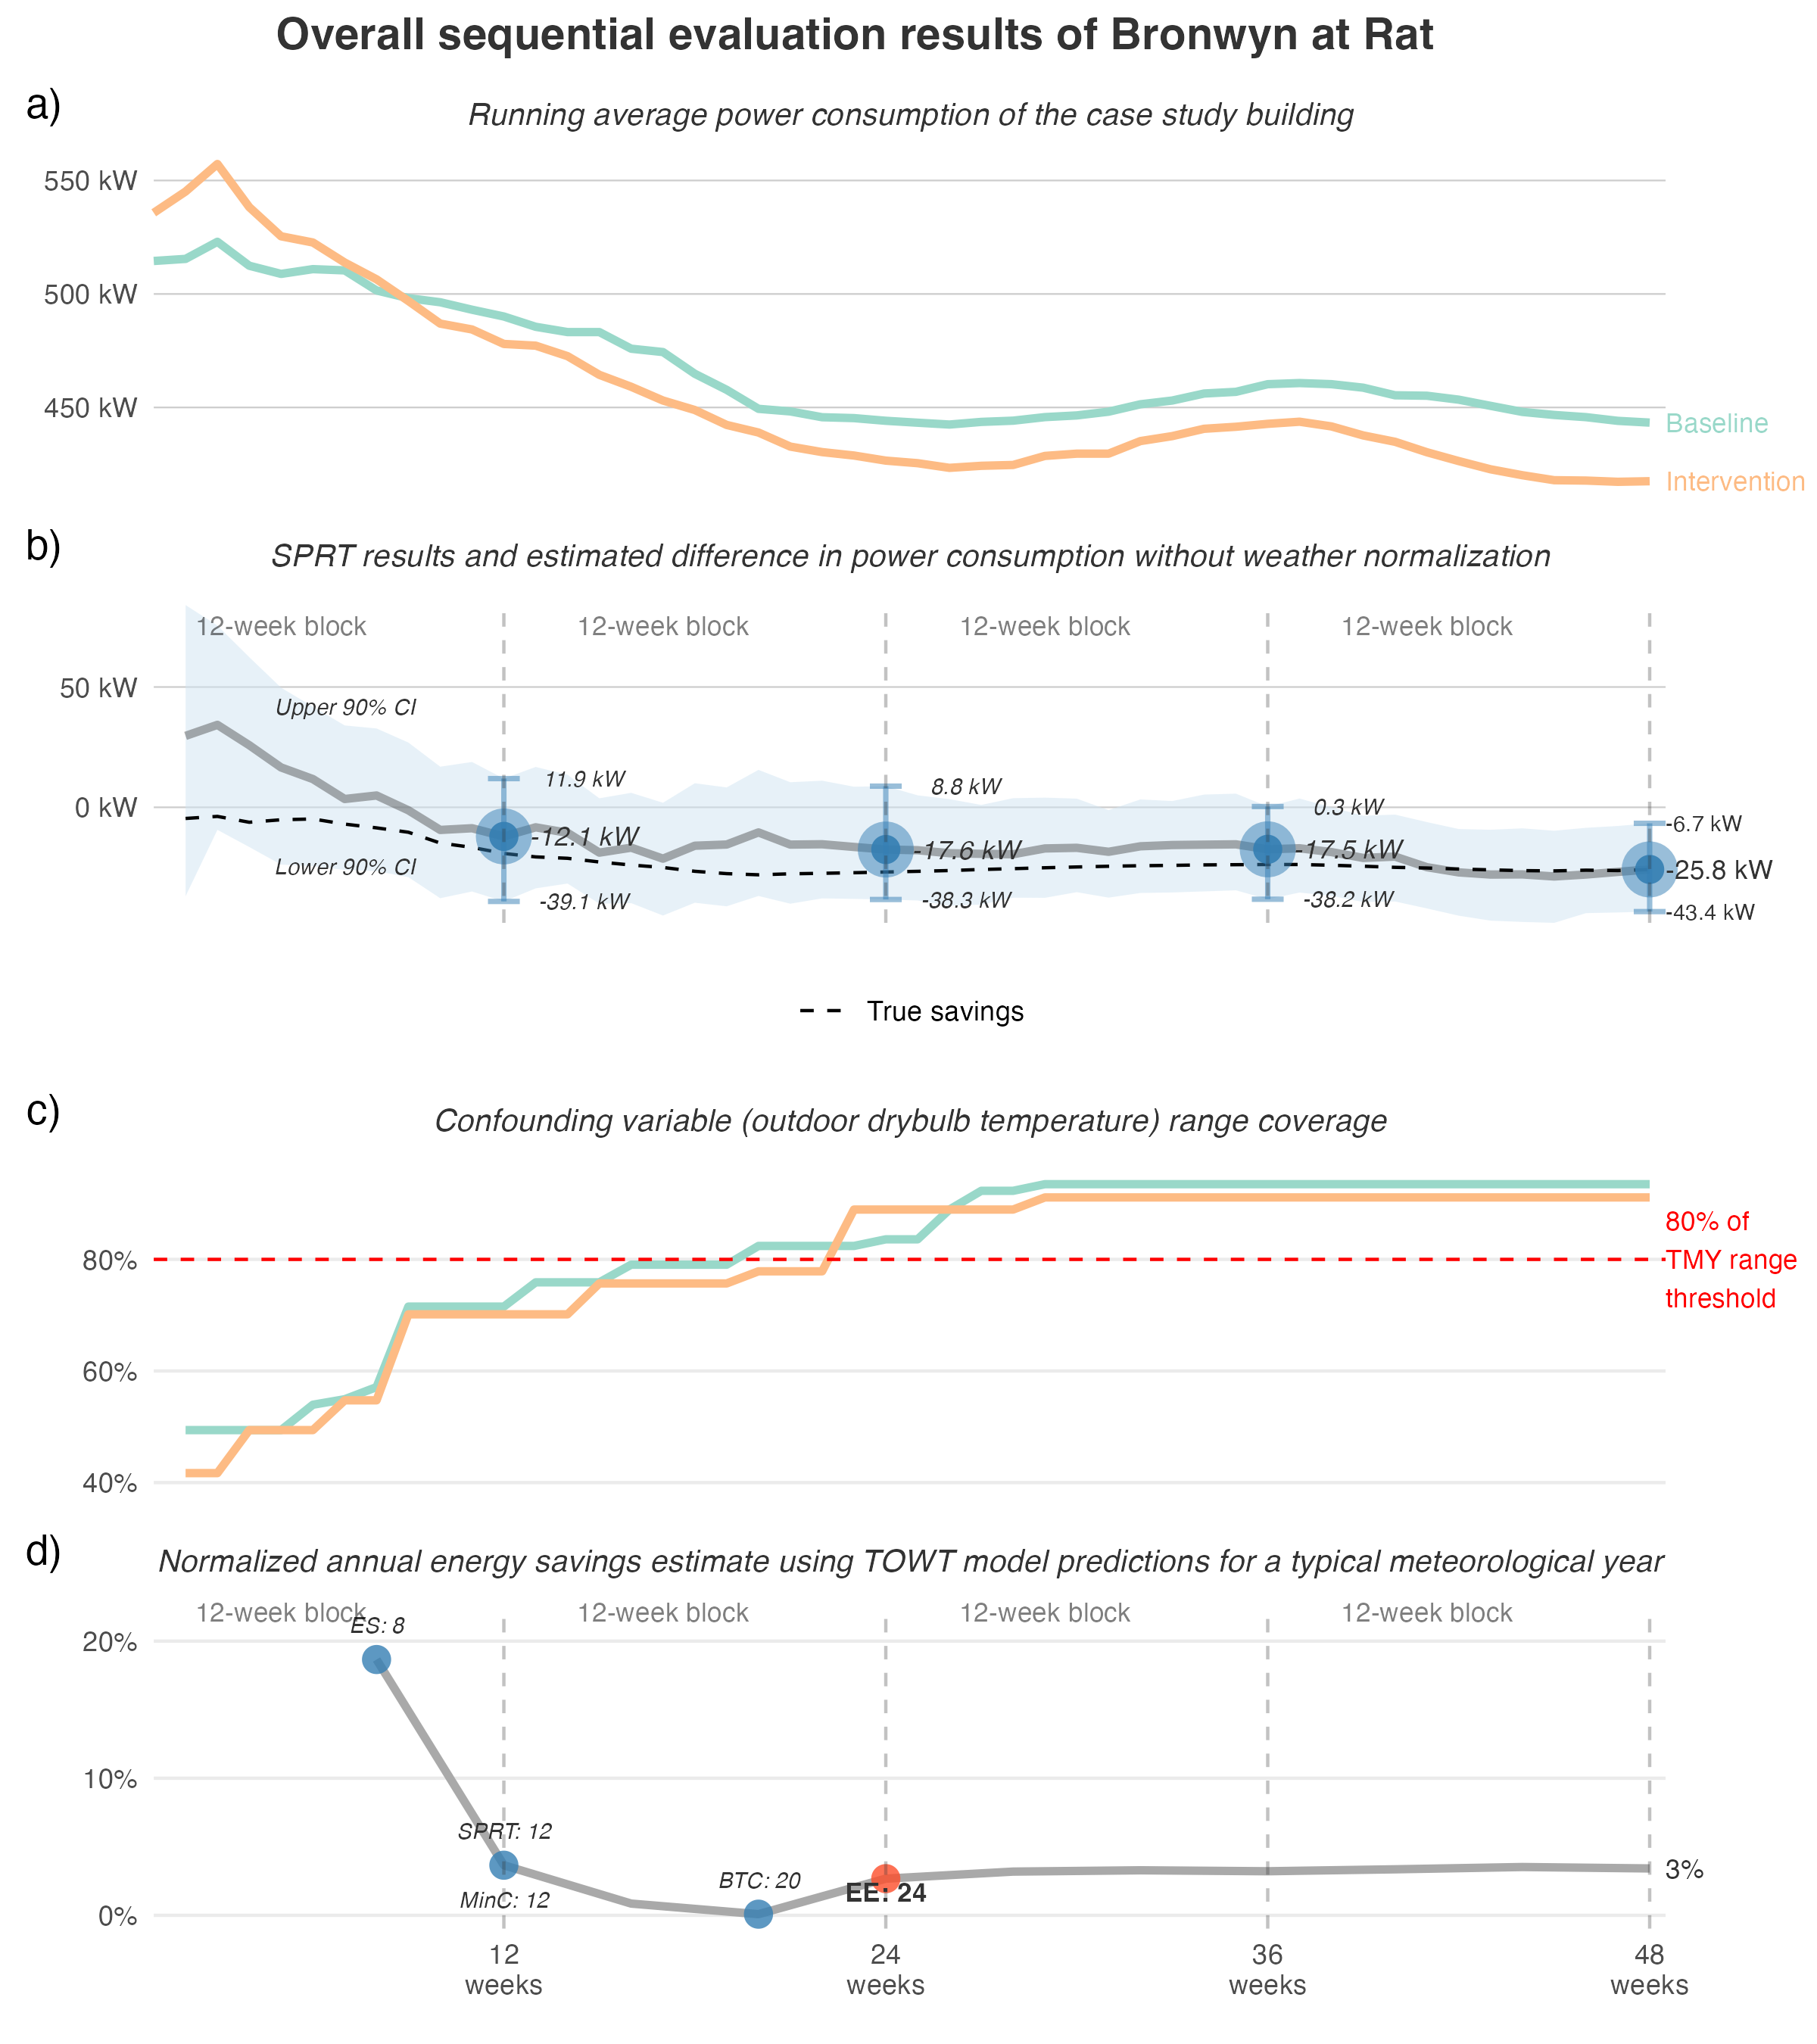 Overall sequential evaluation results of Bronwyn at Rat
a)
Running average power consumption of the case study building
550 kW
500 kW
450 kW
Baseline
Intervention
b)
SPRT results and estimated difference in power consumption without weather normalization
12-week block
12-week block
12-week block
12-week block
50 kW
0 kW
Upper 90% CI
Lower 90% CI
11.9 kW
-12.1 kW
-39.1 kW
8.8 kW
-17.6 kW
-38.3 kW
0.3 kW
-17.5 kW
-38.2 kW
-6.7 kW
-25.8 kW
-43.4 kW
True savings
c)
Confounding variable (outdoor drybulb temperature) range coverage
80%
60%
40%
80% of
TMY range
threshold
d)
Normalized annual energy savings estimate using TOWT model predictions for a typical meteorological year
12-week block
12-week block
12-week block
12-week block
20%
10%
0%
ES: 8
SPRT: 12
MinC: 12
BTC: 20
EE: 24
3%
12
weeks
24
weeks
36
weeks
48
weeks